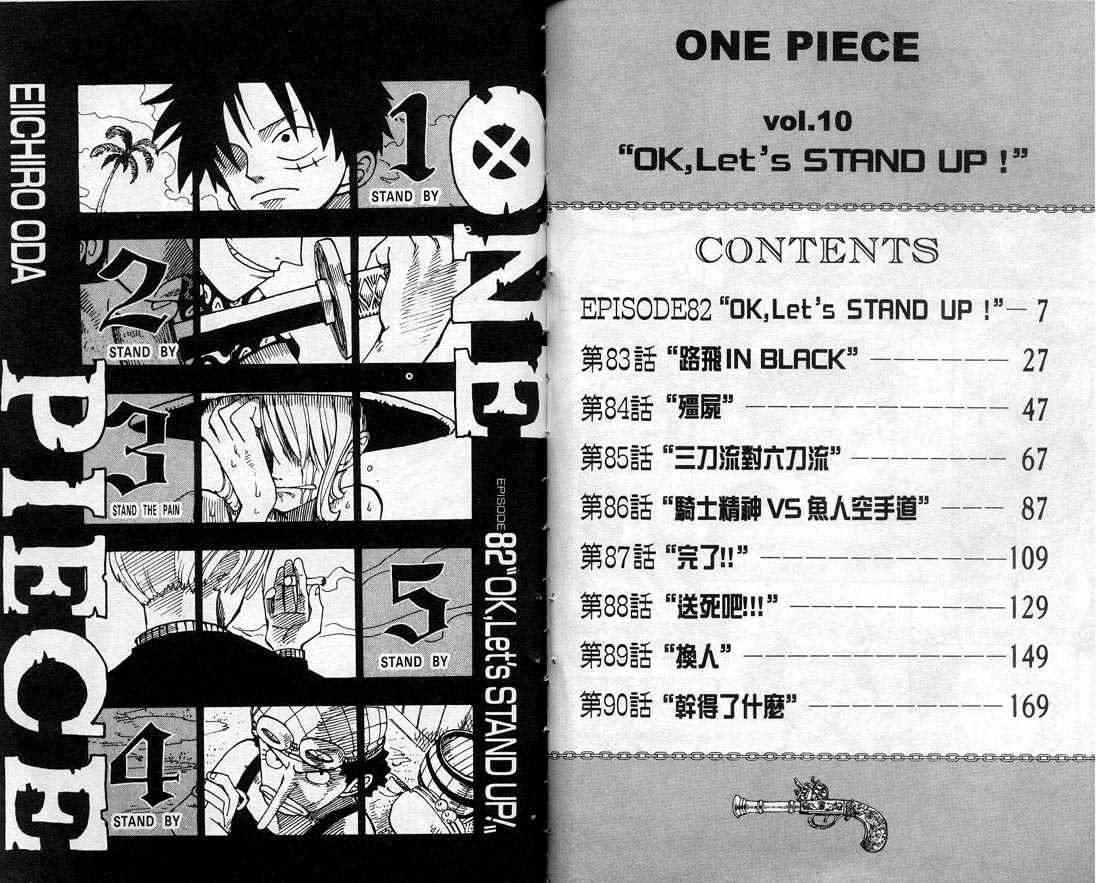 EIICHIRO ODA
ONE PIECE
1
STAND BY
2
STAND BY
3
STAND THE PAIN
5
STAND BY
4
STAND BY
EPISODE82"OK,Let's STAND UP!"
ONE PIECE
vol.10
“OK,Let's STAND UP !”
CONTENTS
EPISODE82 “OK,Let's STAND UP !”— 7
第83話 “路飛IN BLACK” ———————— 27
第84話 “殭屍” ——————————————— 47
第85話 “三刀流對六刀流” ————————— 67
第86話 “騎士精神 VS 魚人空手道” ——— 87
第87話 “完了!!” ——————————————109
第88話 “送死吧!!!” ————————————129
第89話 “換人” ———————————————149
第90話 “幹得了什麼” ———————————169